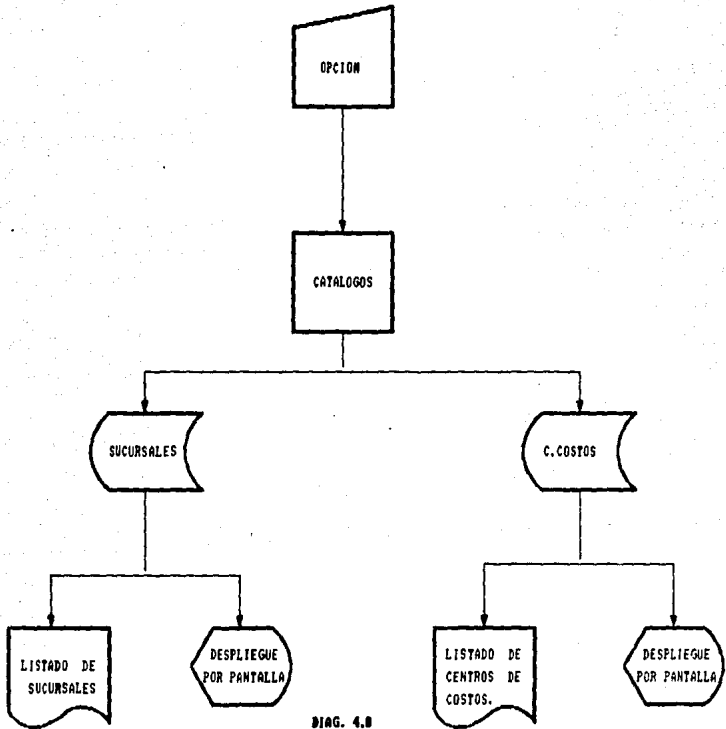 OPCION
CATALOGOS
SUCURSALES
C.COSTOS
LISTADO DE
SUCURSALES
DESPLIEGUE
POR PANTALLA
LISTADO DE
CENTROS DE
COSTOS.
DESPLIEGUE
POR PANTALLA
DIAG. 4.8